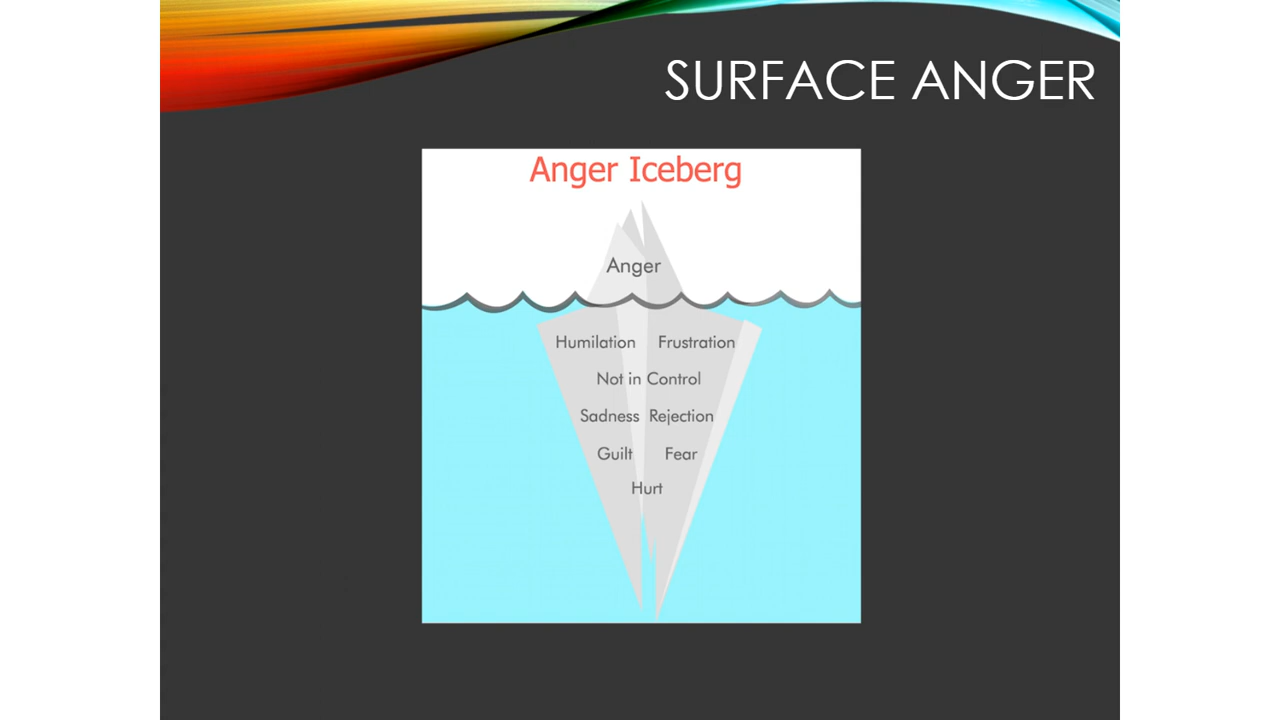 SURFACE ANGER
Anger Iceberg
Anger
Humilation Frustration
Not in Control
Sadness Rejection
Guilt Fear
Hurt